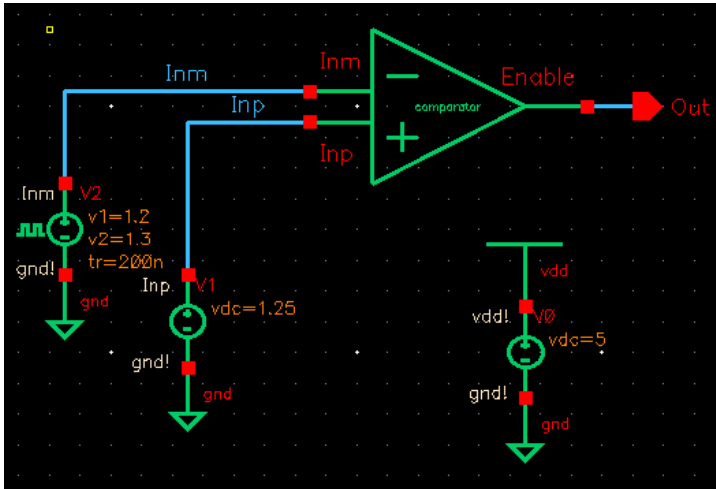 Inm
Inm
Enable
Inp
comparator
Out
Inp
Inm
V2
v1=1.2
v2=1.3
tr=200n
gnd!
gnd
Inp
V1
vdc=1.25
gnd!
gnd
vdd
vdd!
V0
vdc=5
gnd!
gnd